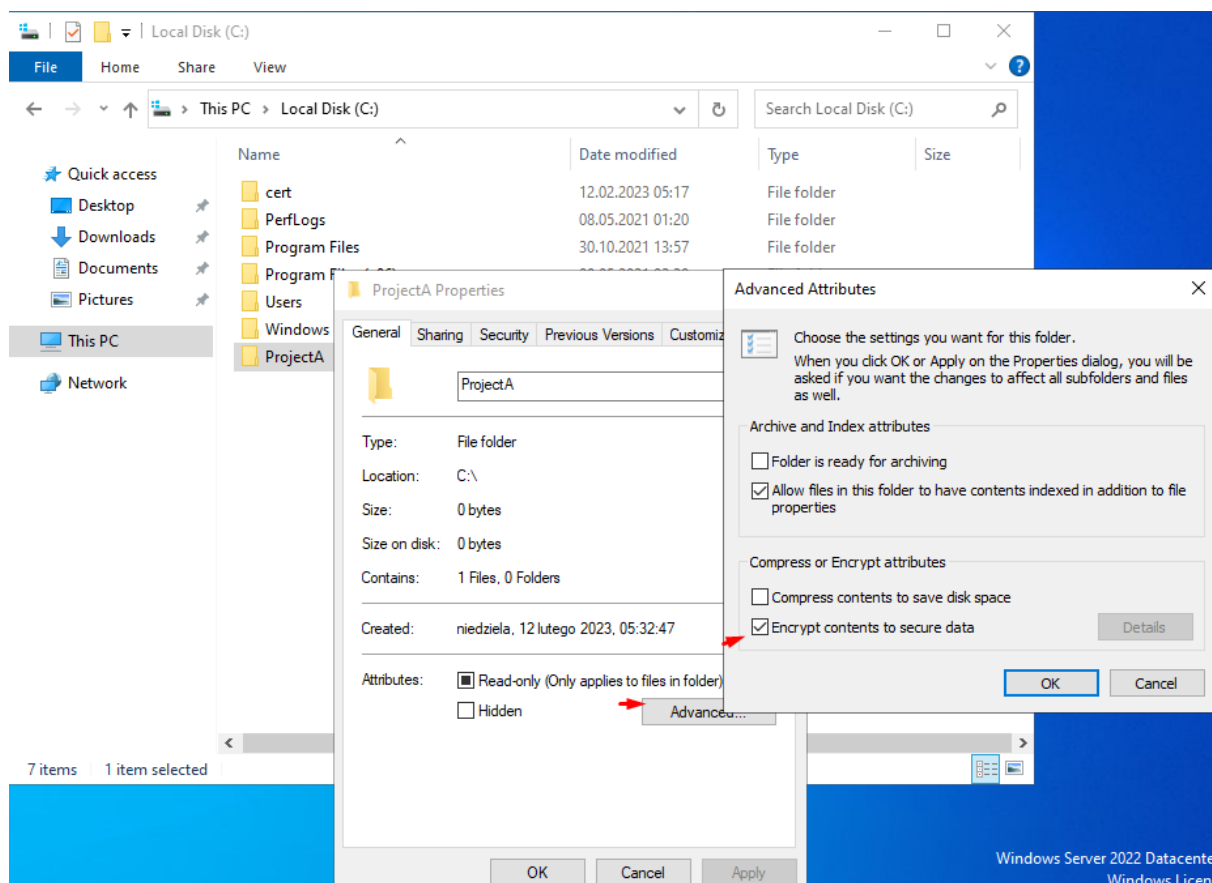 Local Disk (C:)
File Home Share View
This PC > Local Disk (C:) Search Local Disk (C:)
Name Date modified Type Size
Quick access
Desktop
Downloads
Documents
Pictures
This PC
Network
cert 12.02.2023 05:17 File folder
PerfLogs 08.05.2021 01:20 File folder
Program Files 30.10.2021 13:57 File folder
Program
Users
Windows
ProjectA
ProjectA Properties
General Sharing Security Previous Versions Customiz
ProjectA
Type: File folder
Location: C:\
Size: 0 bytes
Size on disk: 0 bytes
Contains: 1 Files, 0 Folders
Created: niedziela, 12 lutego 2023, 05:32:47
Attributes: Read-only (Only applies to files in folder)
Hidden Advanced...
OK Cancel Apply
Advanced Attributes
Choose the settings you want for this folder.
When you click OK or Apply on the Properties dialog, you will be
asked if you want the changes to affect all subfolders and files
as well.
Archive and Index attributes
Folder is ready for archiving
Allow files in this folder to have contents indexed in addition to file
properties
Compress or Encrypt attributes
Compress contents to save disk space
Encrypt contents to secure data Details
OK Cancel
7 items 1 item selected
Windows Server 2022 Datacente
Windows Licen